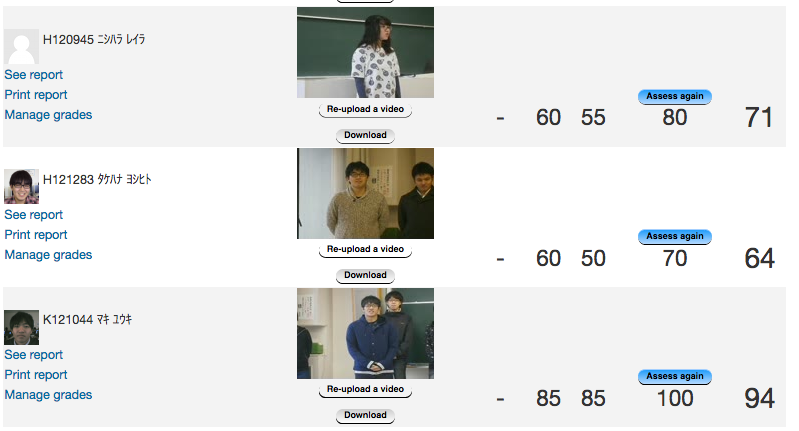 Download
H120945 ﾆｼﾊﾗ ﾚｲﾗ
See report
Print report
Manage grades
Re-upload a video
Download
Assess again
- 60 55 80 71
H121283 ﾀｹﾊﾅ ﾖｼﾋﾄ
See report
Print report
Manage grades
Re-upload a video
Download
Assess again
- 60 50 70 64
K121044 ﾏｷ ﾕｳｷ
See report
Print report
Manage grades
Re-upload a video
Download
Assess again
- 85 85 100 94